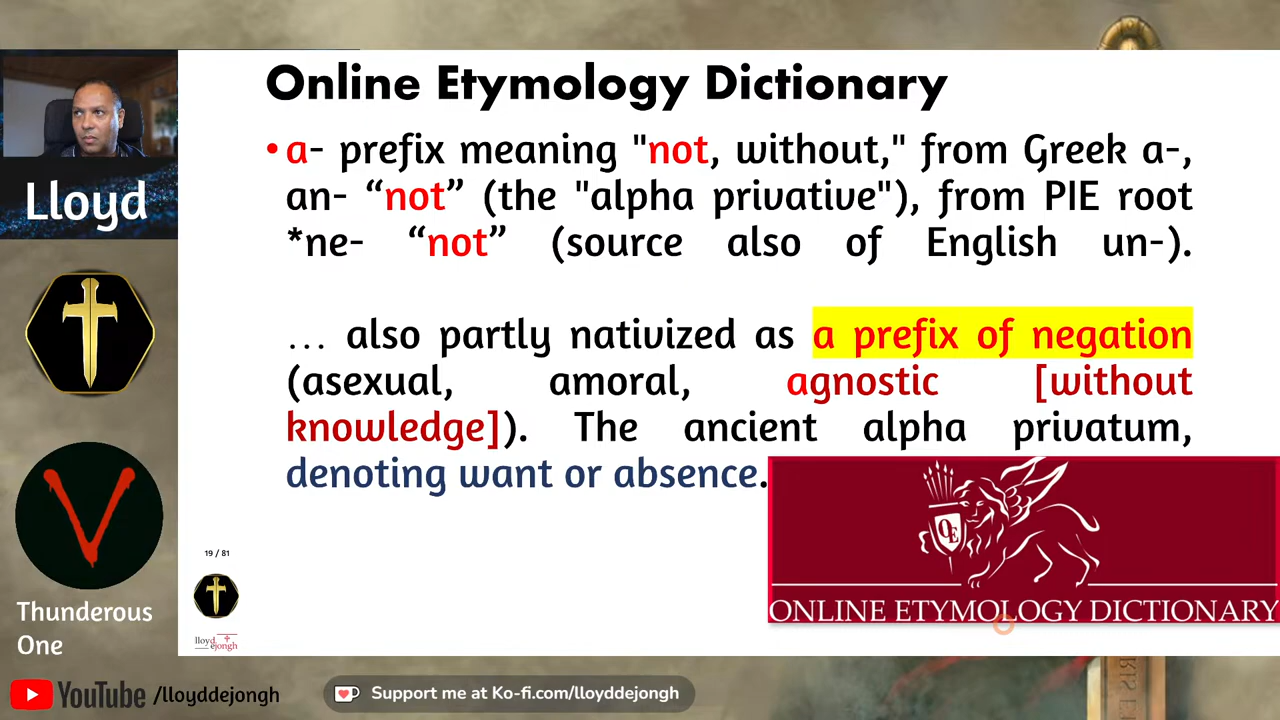 Online Etymology Dictionary
• a- prefix meaning "not, without," from Greek a-,
an- “not” (the "alpha privative"), from PIE root
*ne- “not” (source also of English un-).
… also partly nativized as a prefix of negation
(asexual, amoral, agnostic [without
knowledge]). The ancient alpha privatum,
denoting want or absence.
OE
ONLINE ETYMOLOGY DICTIONARY
19 / 81
lloyd
dejongh
Lloyd
V
Thunderous
One
YouTube /lloyddejongh
Support me at Ko-fi.com/lloyddejongh